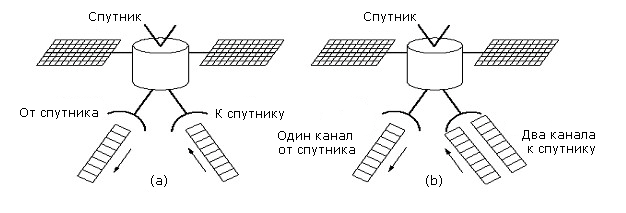 Спутник
От спутника
К спутнику
(a)
Спутник
Один канал
от спутника
Два канала
к спутнику
(b)